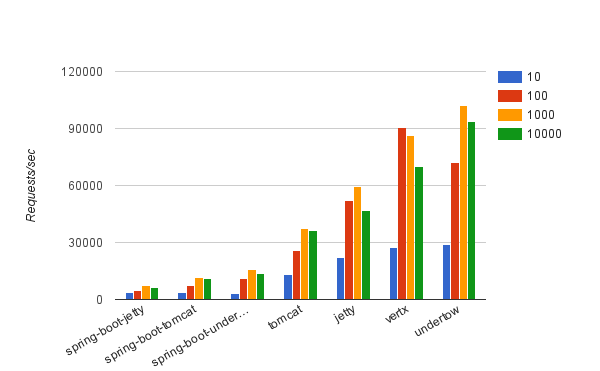 120000
90000
60000
30000
0
Requests/sec
spring-boot-jetty
spring-boot-tomcat
spring-boot-under...
tomcat
jetty
vertx
undertow
10
100
1000
10000